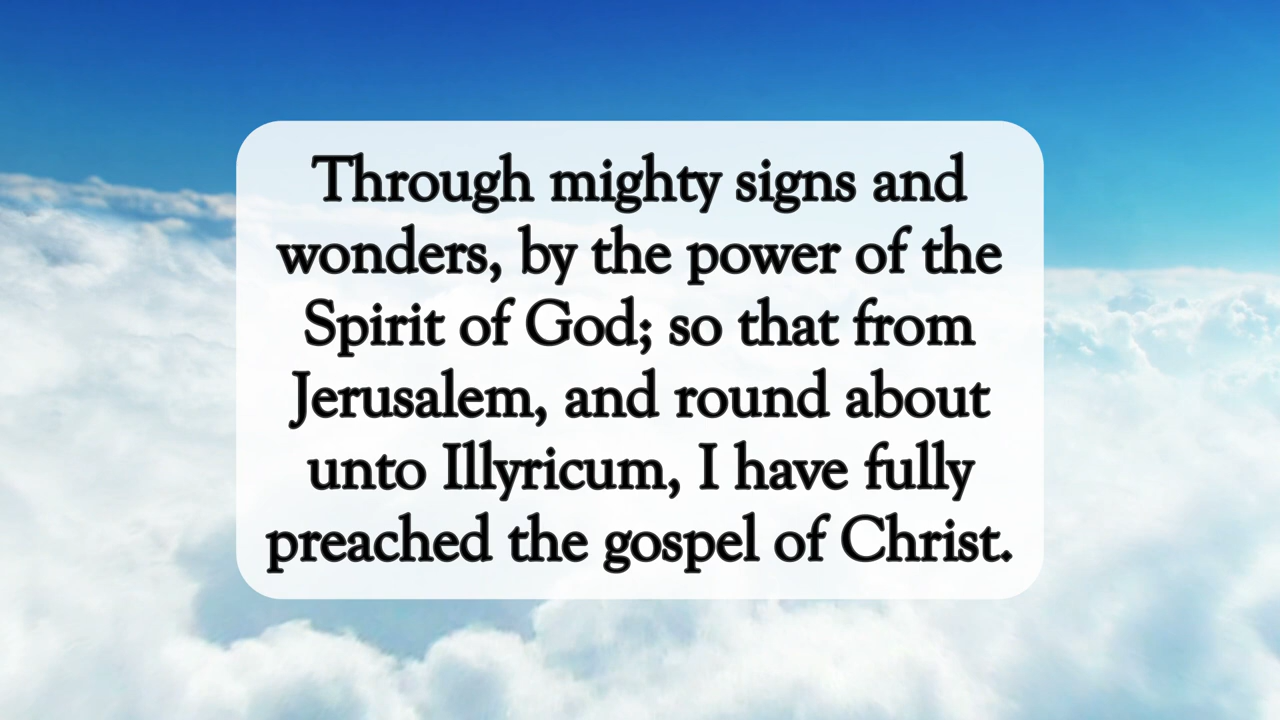 Through mighty signs and
wonders, by the power of the
Spirit of God; so that from
Jerusalem, and round about
unto Illyricum, I have fully
preached the gospel of Christ.